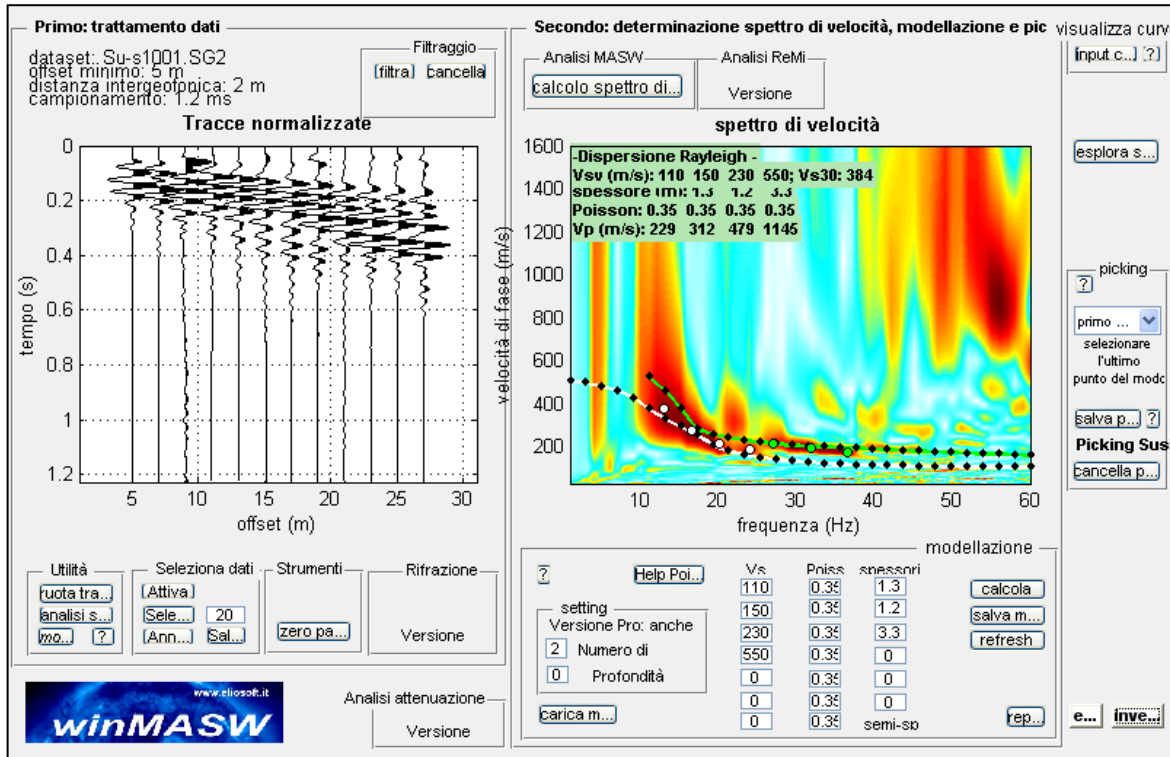 Primo: trattamento dati
dataset: Su-s1001.SG2
offset minimo: 5 m
distanza intergeofonica: 2 m
campionamento: 1.2 ms
Filtraggio
filtra
cancella
Tracce normalizzate
0
0.2
0.4
0.6
0.8
1
1.2
tempo (s)
5
10
15
20
25
30
offset (m)
Utilità
ruota tra...
analisi s...
mo...
?
Seleziona dati
Attiva
Sele...
20
Ann...
Sal...
Strumenti
zero pa...
Rifrazione
Versione
www.eliosoft.it
winMASW
Analisi attenuazione
Versione
Secondo: determinazione spettro di velocità, modellazione e pic
Analisi MASW
calcolo spettro di...
Analisi ReMi
Versione
spettro di velocità
-Dispersione Rayleigh -
Vsv (m/s): 110 150 230 550; Vs30: 384
spessore (m): 1.3 1.2 3.3
Poisson: 0.35 0.35 0.35 0.35
Vp (m/s): 229 312 479 1145
1600
1400
1200
1000
800
600
400
200
velocità di fase (m/s)
10
20
30
40
50
60
frequenza (Hz)
modellazione
?
Help Poi...
setting
Versione Pro: anche
2 Numero di
0 Profondità
carica m...
Vs Poiss spessori
110 0.35 1.3
150 0.35 1.2
230 0.35 3.3
550 0.35 0
0 0.35 0
0 0.35 0
0 0.35 semi-sp
calcola
salva m...
refresh
rep...
visualizza curv
input c...
?
esplora s...
picking
?
primo ...
selezionare
l'ultimo
punto del modo
salva p...
?
Picking Sus
cancella p...
e...
inve...